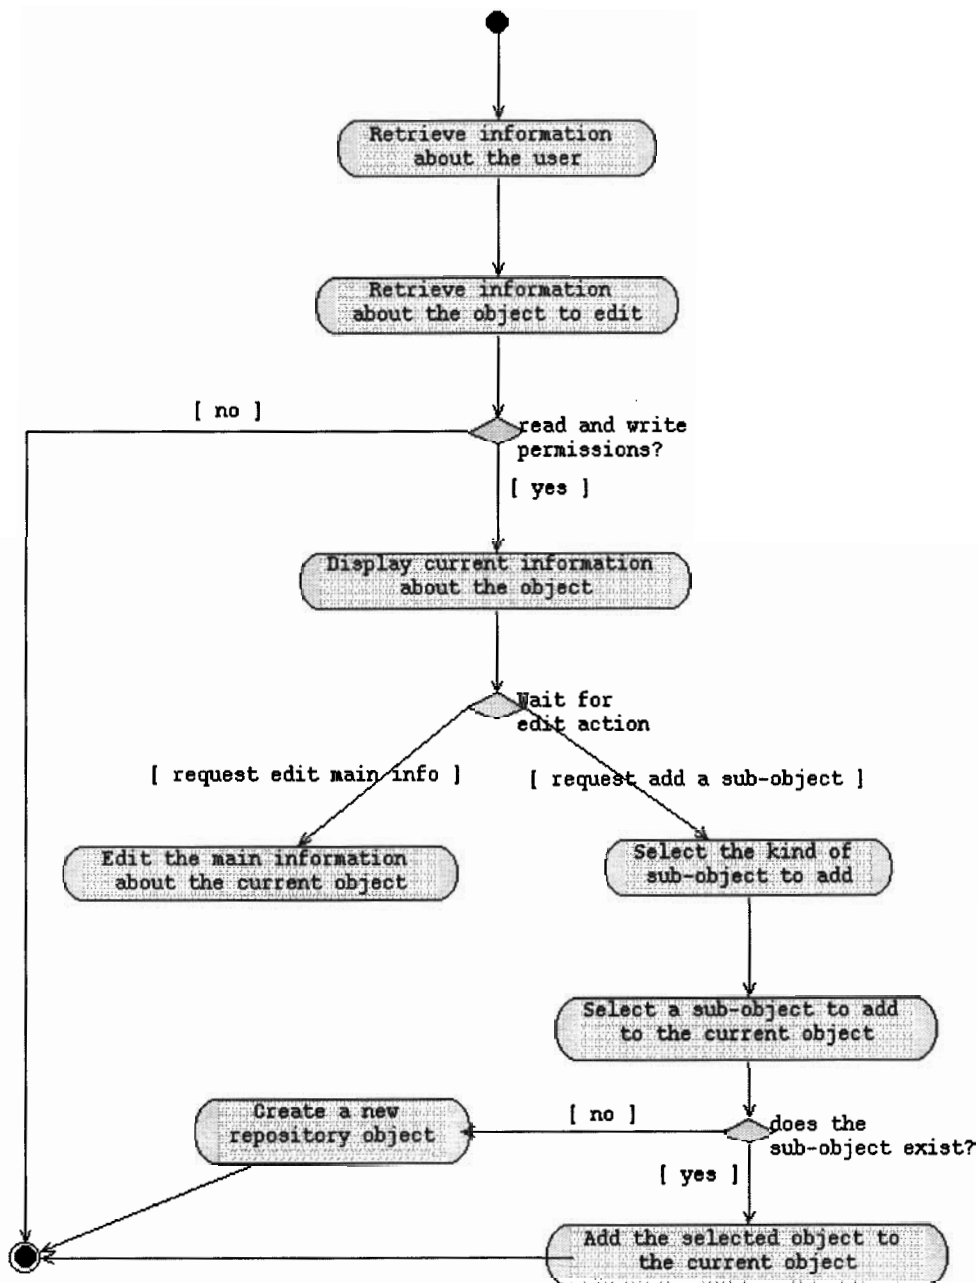 Retrieve information
about the user
Retrieve information
about the object to edit
[ no ]
read and write
permissions?
[ yes ]
Display current information
about the object
Wait for
edit action
[ request edit main info ]
[ request add a sub-object ]
Edit the main information
about the current object
Select the kind of
sub-object to add
Select a sub-object to add
to the current object
Create a new
repository object
[ no ]
does the
sub-object exist?
[ yes ]
Add the selected object to
the current object